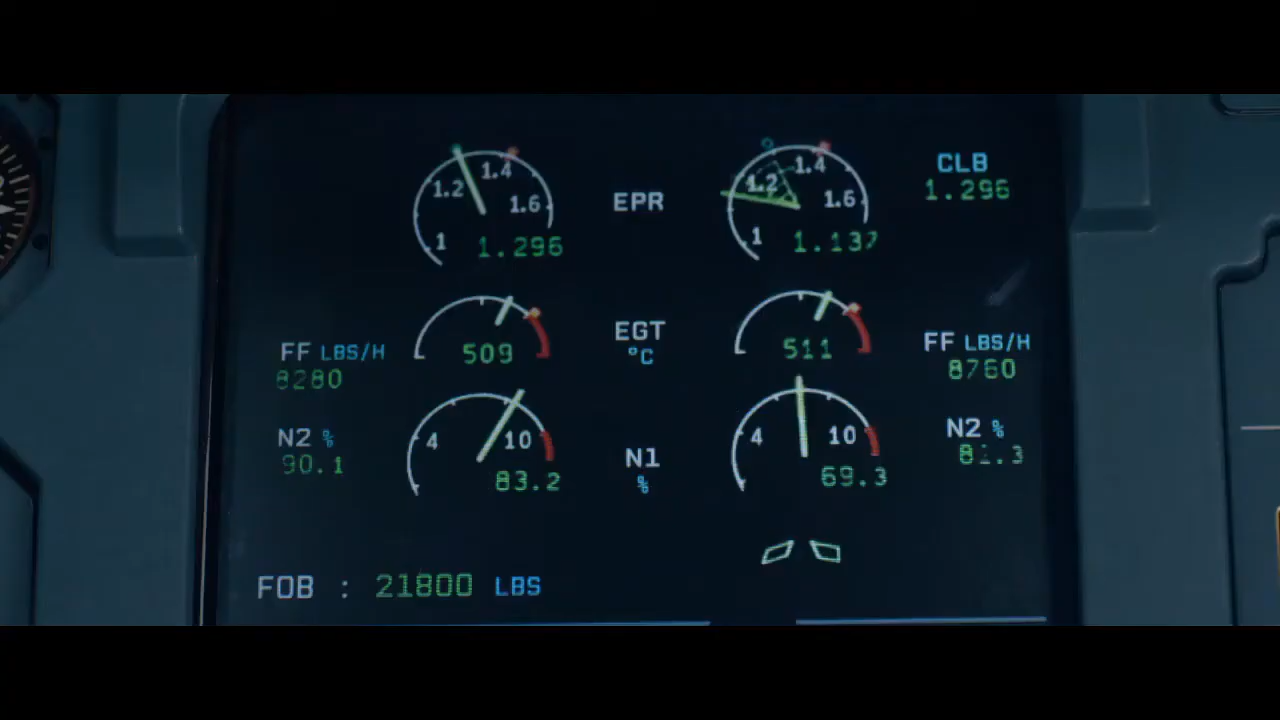 1.2 1.4 1.6 1 1.296
EPR
1.2 1.4 1.6 1 1.137
CLB
1.296
FF LBS/H
8280
509
EGT
°C
511
FF LBS/H
8760
N2 %
90.1
4 10
83.2
N1
%
4 10
69.3
N2 %
FOB : 21800 LBS